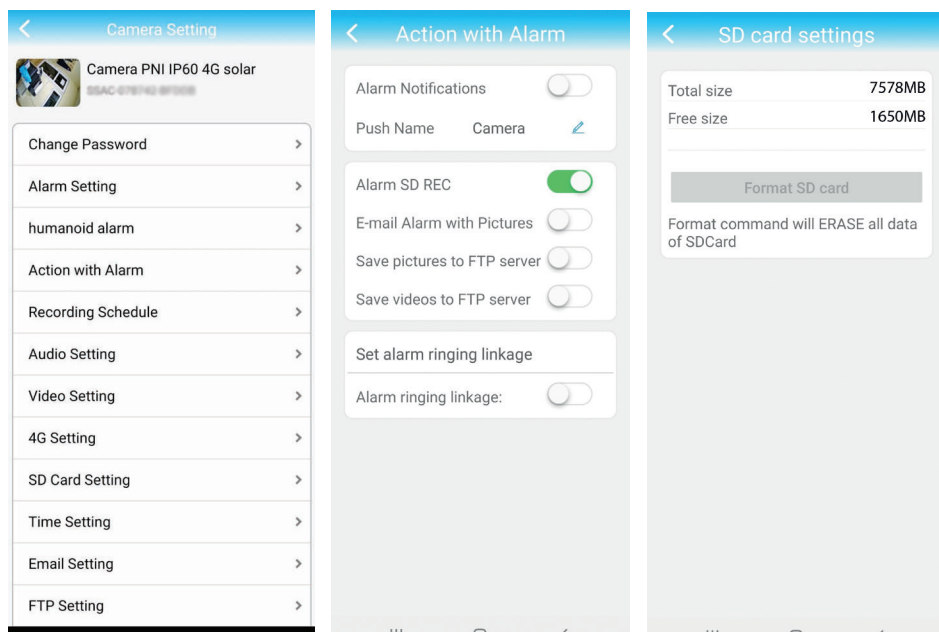 Camera Setting
Camera PNI IP60 4G solar
Change Password
Alarm Setting
humanoid alarm
Action with Alarm
Recording Schedule
Audio Setting
Video Setting
4G Setting
SD Card Setting
Time Setting
Email Setting
FTP Setting
Action with Alarm
Alarm Notifications
Push Name Camera
Alarm SD REC
E-mail Alarm with Pictures
Save pictures to FTP server
Save videos to FTP server
Set alarm ringing linkage
Alarm ringing linkage:
SD card settings
Total size 7578MB
Free size 1650MB
Format SD card
Format command will ERASE all data
of SDCard